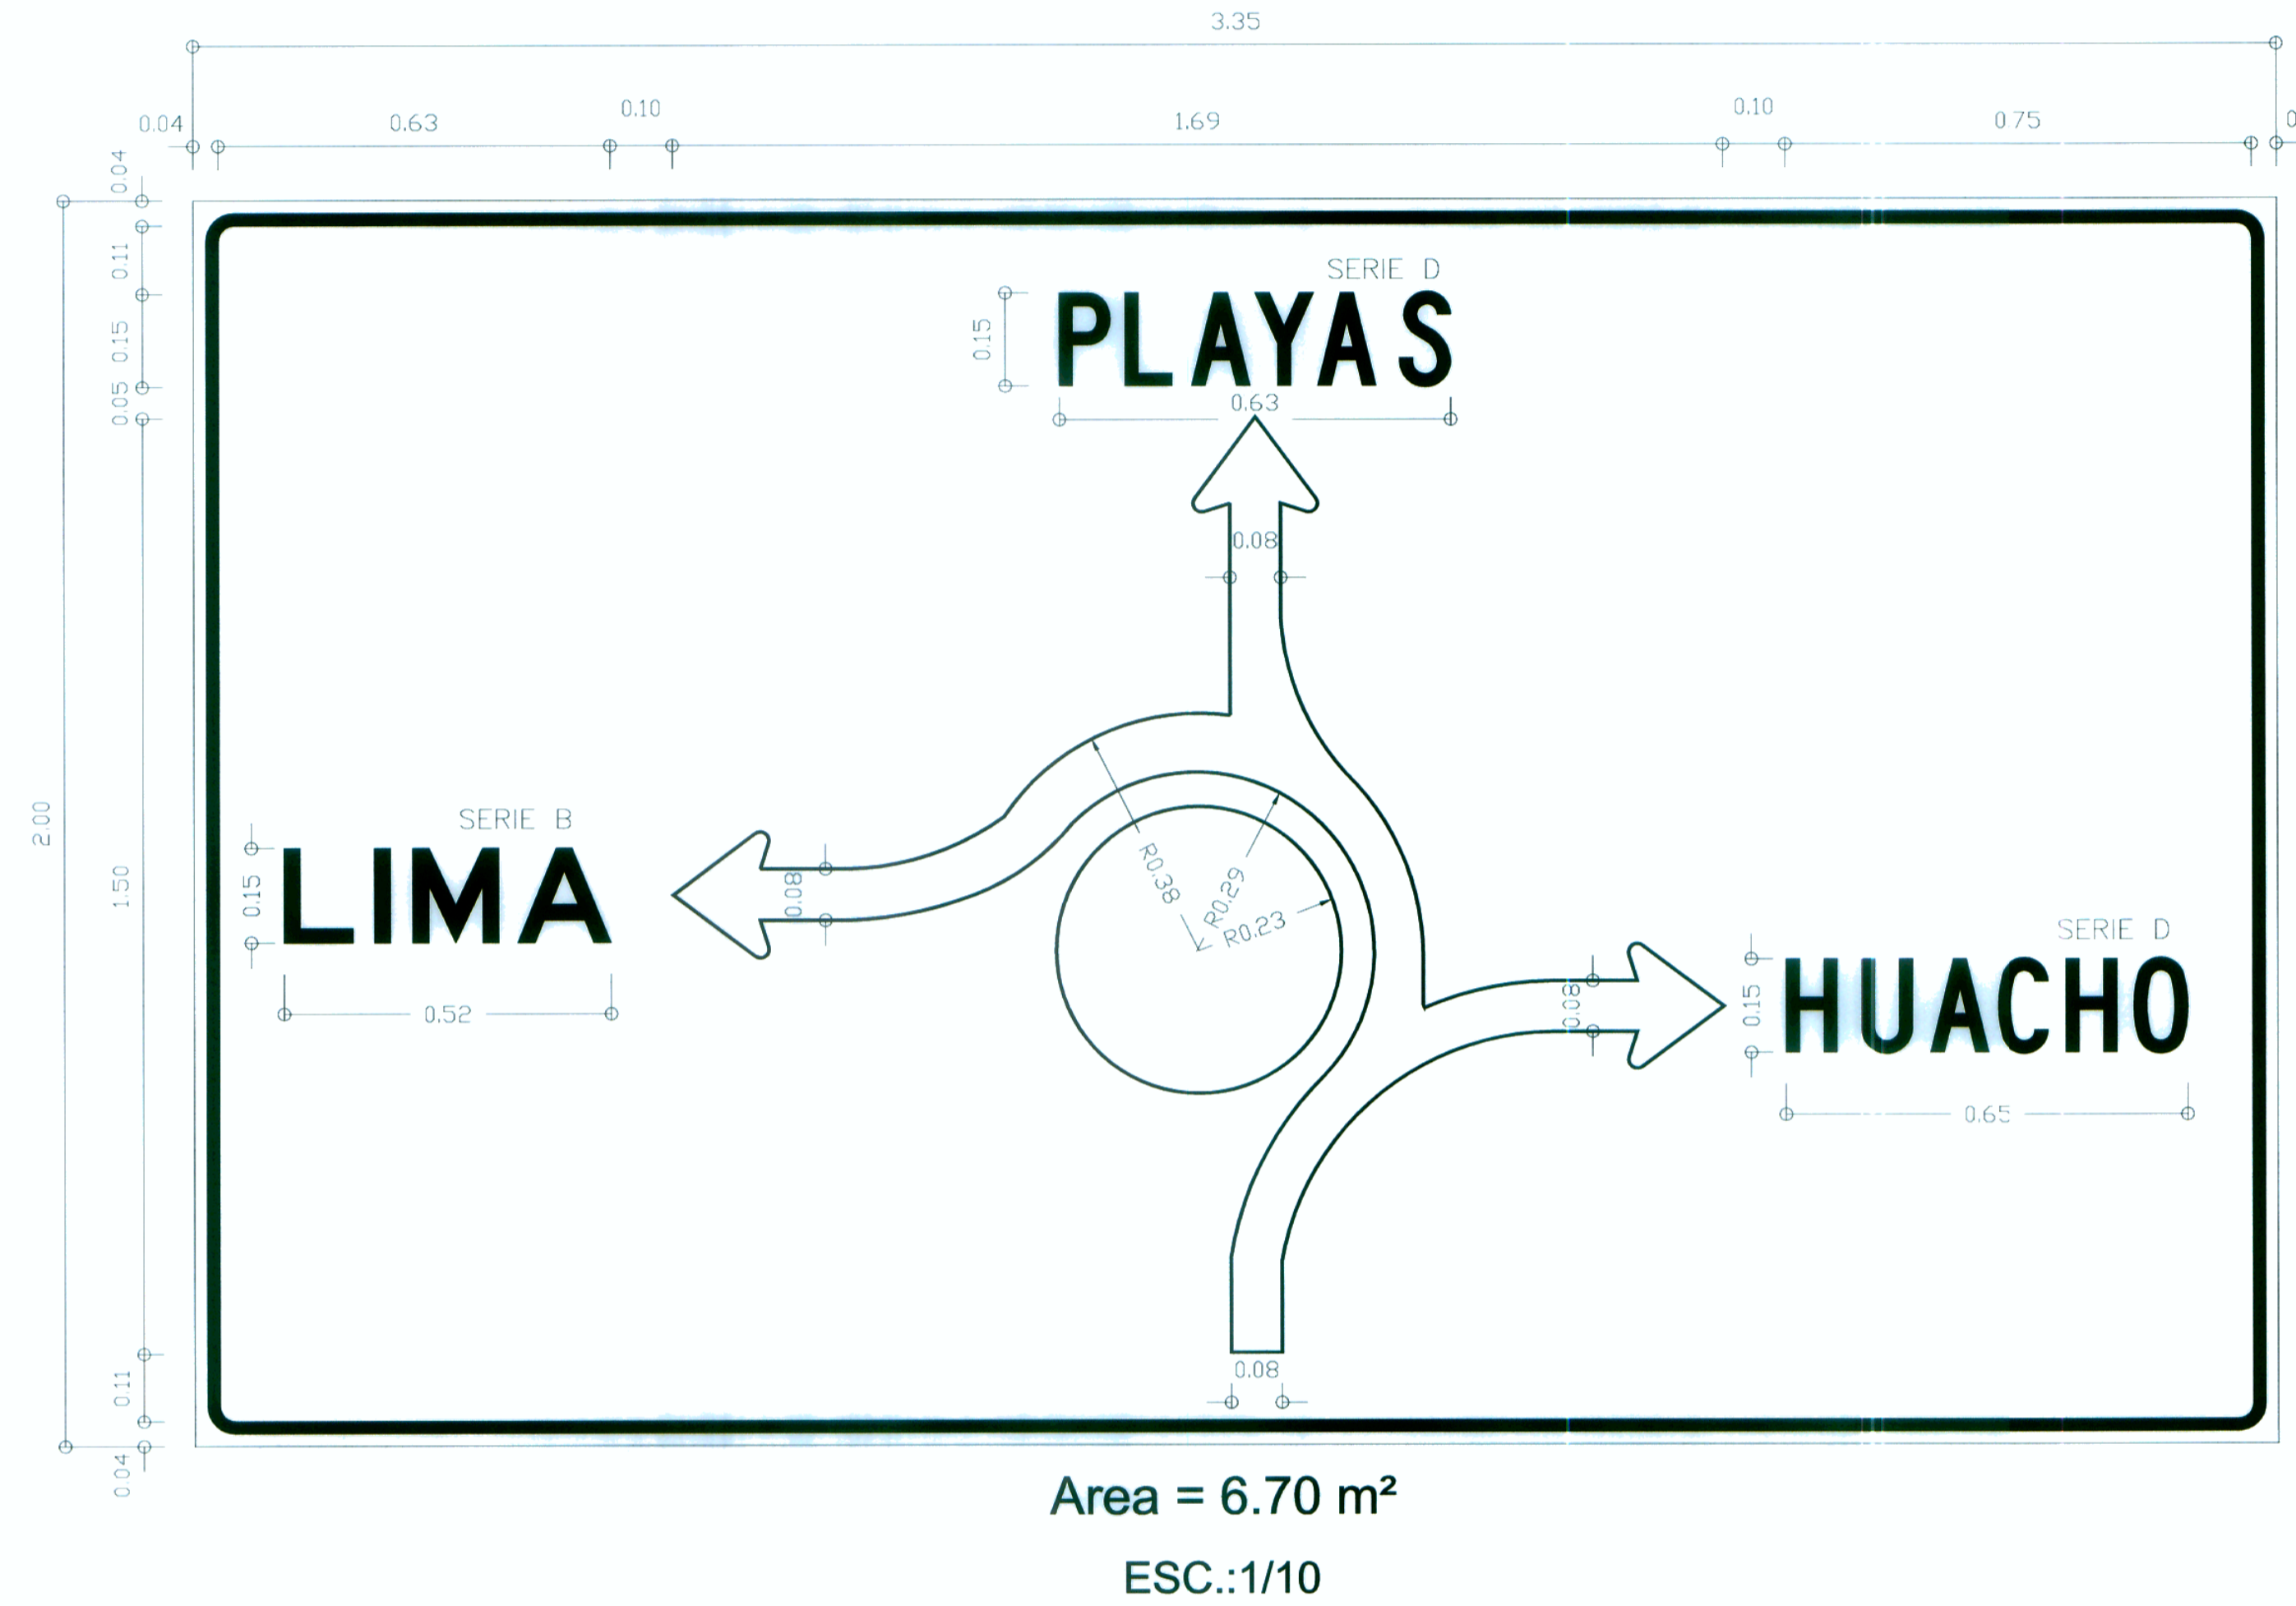 3.35
0.04 0.63 0.10 1.69 0.10 0.75
0.04
0.11
SERIE D
0.15 0.15 PLAYAS
0.05 0.63
0.08
2.00
1.50
SERIE B
0.15 LIMA 0.08
0.52
R0.38
R0.29
R0.23
SERIE D
0.08 0.15 HUACHO
0.65
0.08
0.11
0.04
Area = 6.70 m²
ESC.:1/10